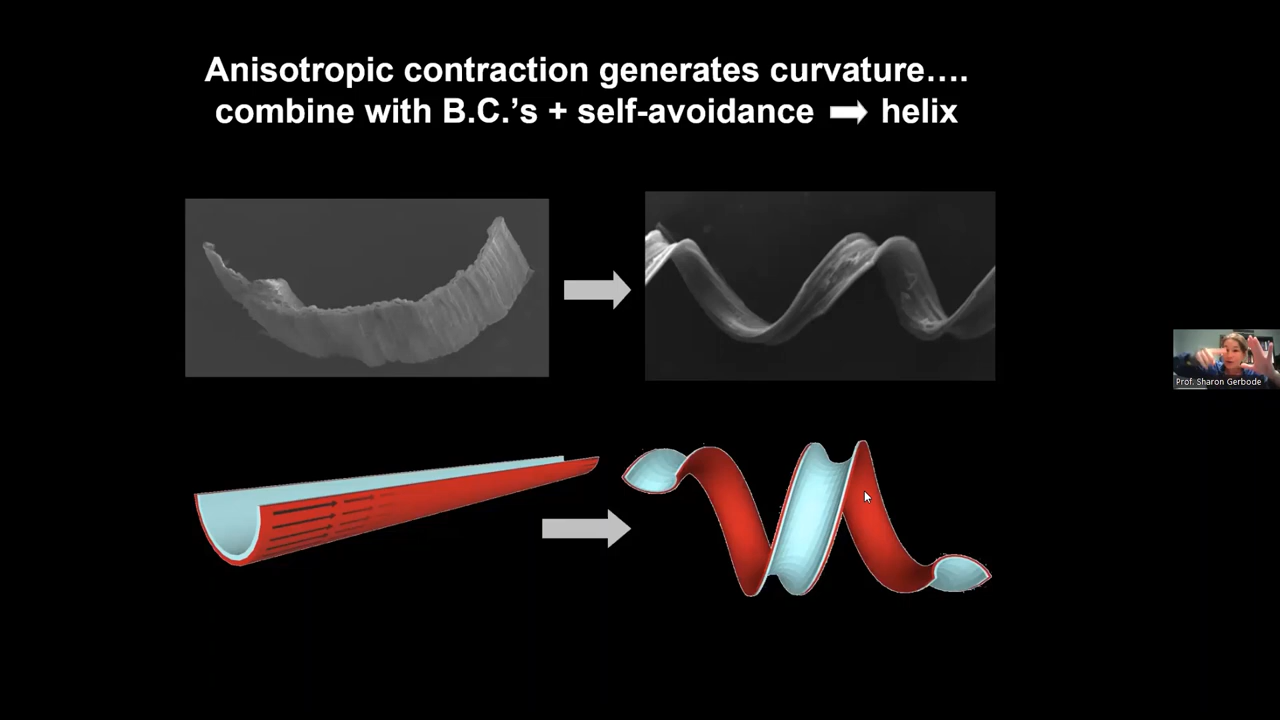 Anisotropic contraction generates curvature….
combine with B.C.’s + self-avoidance ➡ helix
Prof. Sharon Gerbode